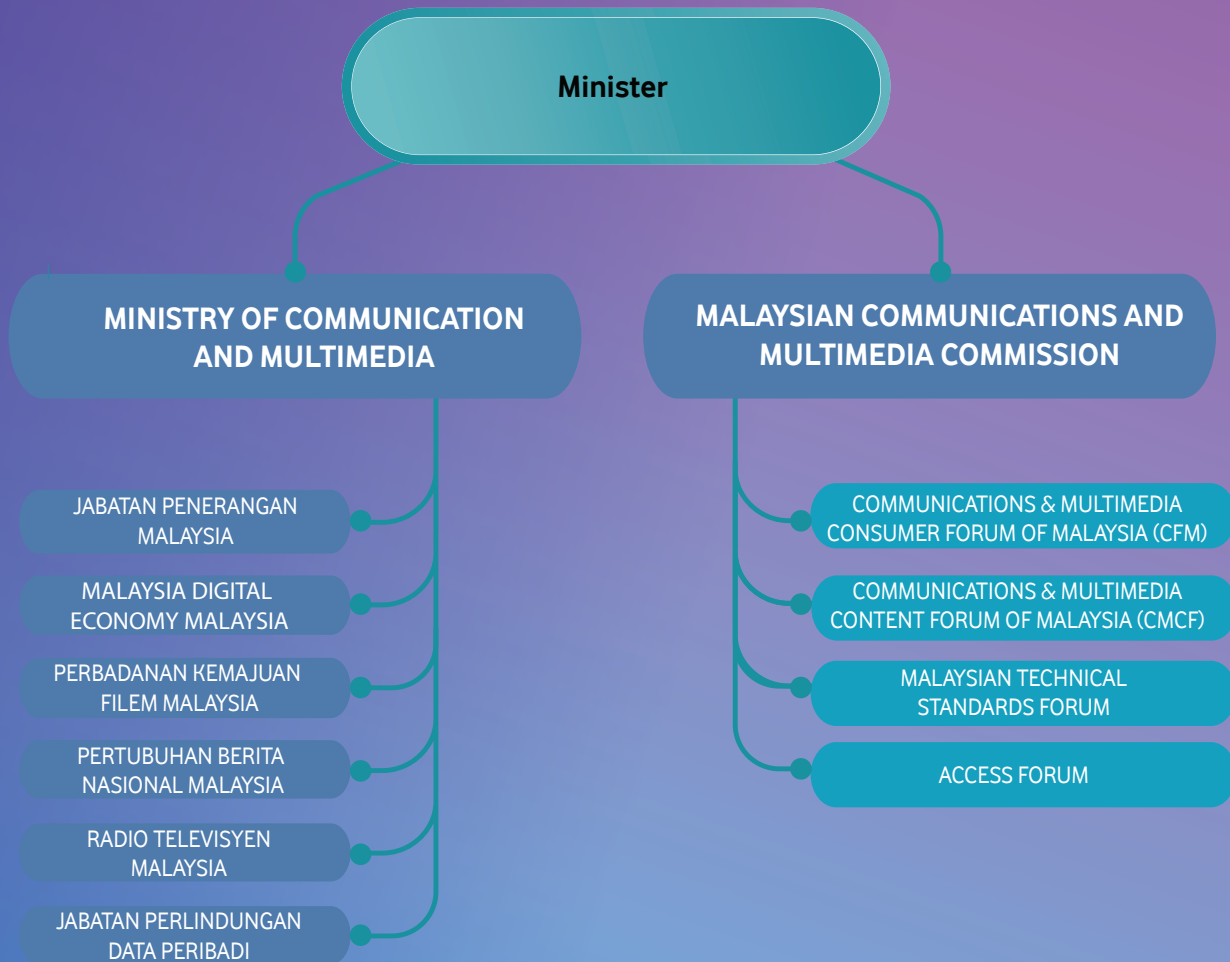 Minister
MINISTRY OF COMMUNICATION
AND MULTIMEDIA
JABATAN PENERANGAN
MALAYSIA
MALAYSIA DIGITAL
ECONOMY MALAYSIA
PERBADANAN KEMAJUAN
FILEM MALAYSIA
PERTUBUHAN BERITA
NASIONAL MALAYSIA
RADIO TELEVISYEN
MALAYSIA
JABATAN PERLINDUNGAN
DATA PERIBADI
MALAYSIAN COMMUNICATIONS AND
MULTIMEDIA COMMISSION
COMMUNICATIONS & MULTIMEDIA
CONSUMER FORUM OF MALAYSIA (CFM)
COMMUNICATIONS & MULTIMEDIA
CONTENT FORUM OF MALAYSIA (CMCF)
MALAYSIAN TECHNICAL
STANDARDS FORUM
ACCESS FORUM